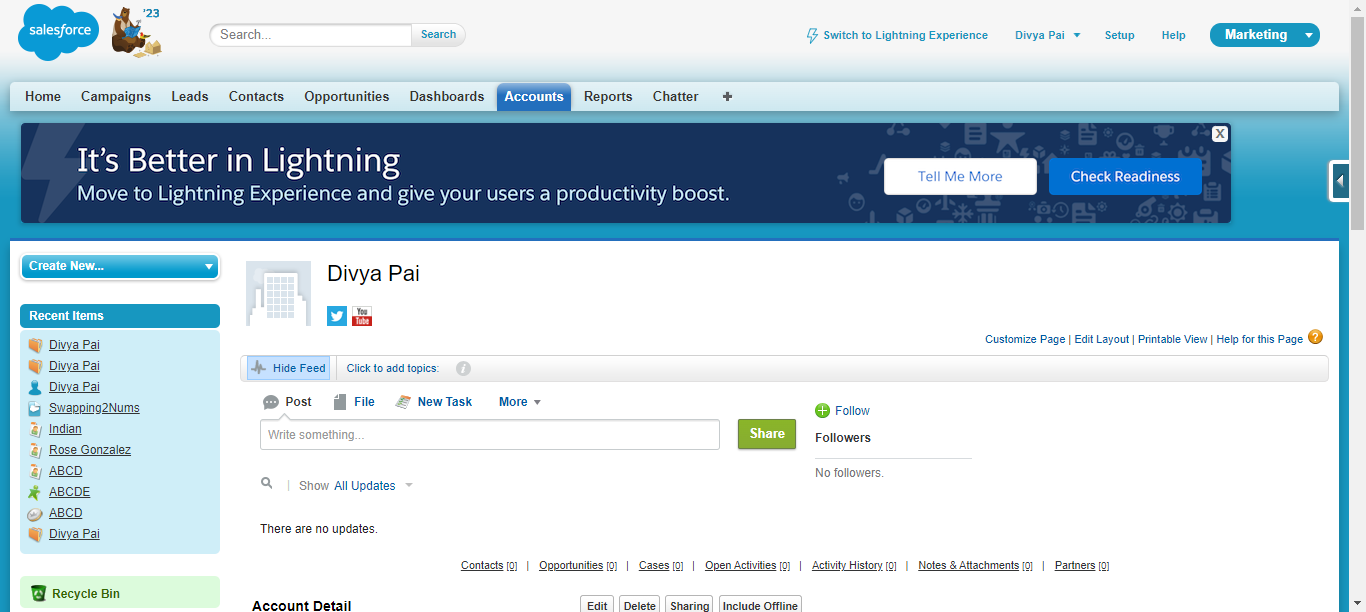 salesforce
'23
Search...
Search
Switch to Lightning Experience
Divya Pai
Setup
Help
Marketing
Home
Campaigns
Leads
Contacts
Opportunities
Dashboards
Accounts
Reports
Chatter
+
It's Better in Lightning
Move to Lightning Experience and give your users a productivity boost.
Tell Me More
Check Readiness
X
Create New...
Recent Items
Divya Pai
Divya Pai
Divya Pai
Swapping2Nums
Indian
Rose Gonzalez
ABCD
ABCDE
ABCD
Divya Pai
Recycle Bin
Divya Pai
You Tube
Customize Page | Edit Layout | Printable View | Help for this Page ?
Hide Feed
Click to add topics:
i
Post
File
New Task
More
Write something...
Share
Follow
Followers
No followers.
Show All Updates
There are no updates.
Contacts [0] | Opportunities [0] | Cases [0] | Open Activities [0] | Activity History [0] | Notes & Attachments [0] | Partners [0]
Account Detail
Edit
Delete
Sharing
Include Offline